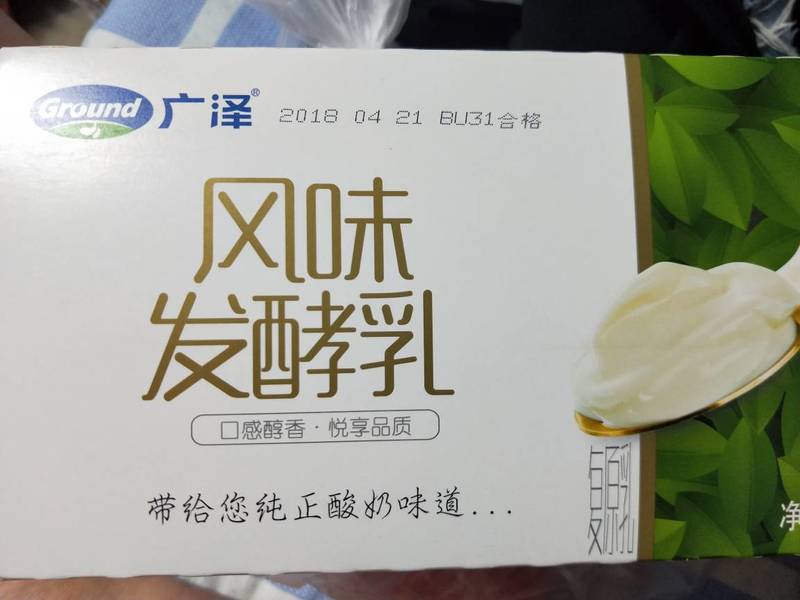 Ground 广泽® 2018 04 21 BU31合格
风味
发酵乳
口感醇香·悦享品质
带给您纯正酸奶味道...
复原乳
净